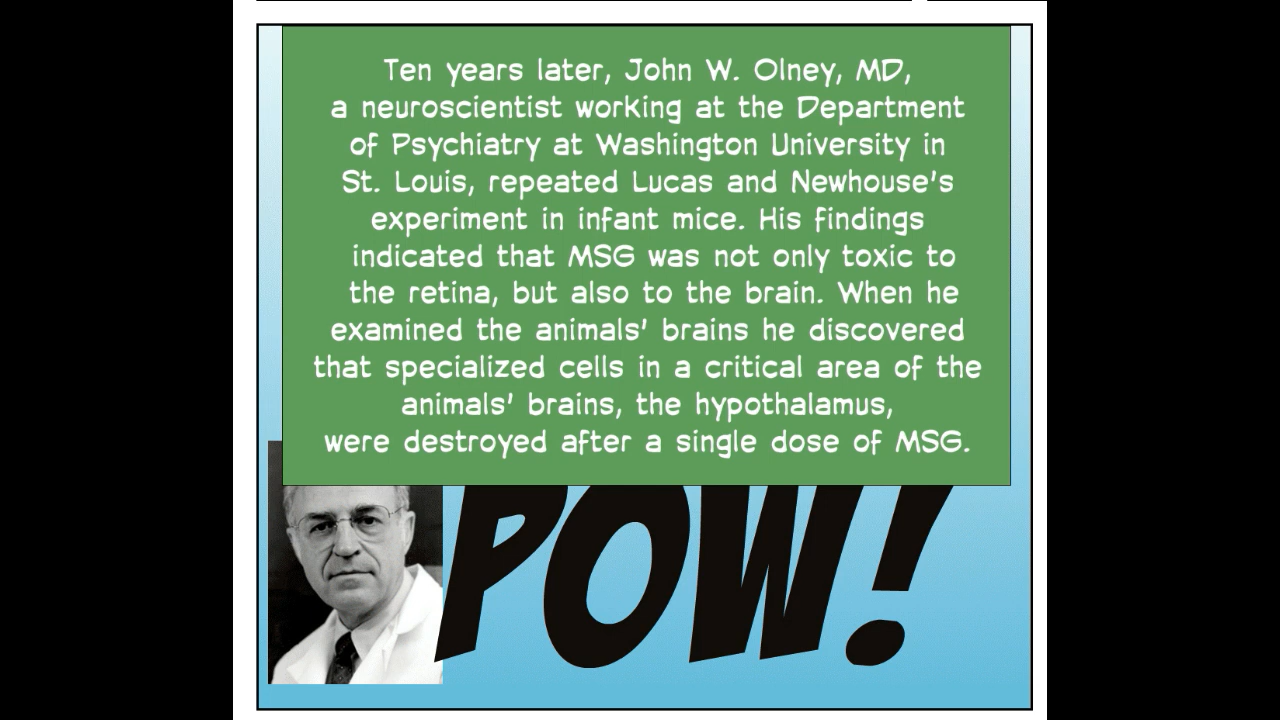 Ten years later, John W. Olney, MD,
a neuroscientist working at the Department
of Psychiatry at Washington University in
St. Louis, repeated Lucas and Newhouse's
experiment in infant mice. His findings
indicated that MSG was not only toxic to
the retina, but also to the brain. When he
examined the animals' brains he discovered
that specialized cells in a critical area of the
animals' brains, the hypothalamus,
were destroyed after a single dose of MSG.
POW!